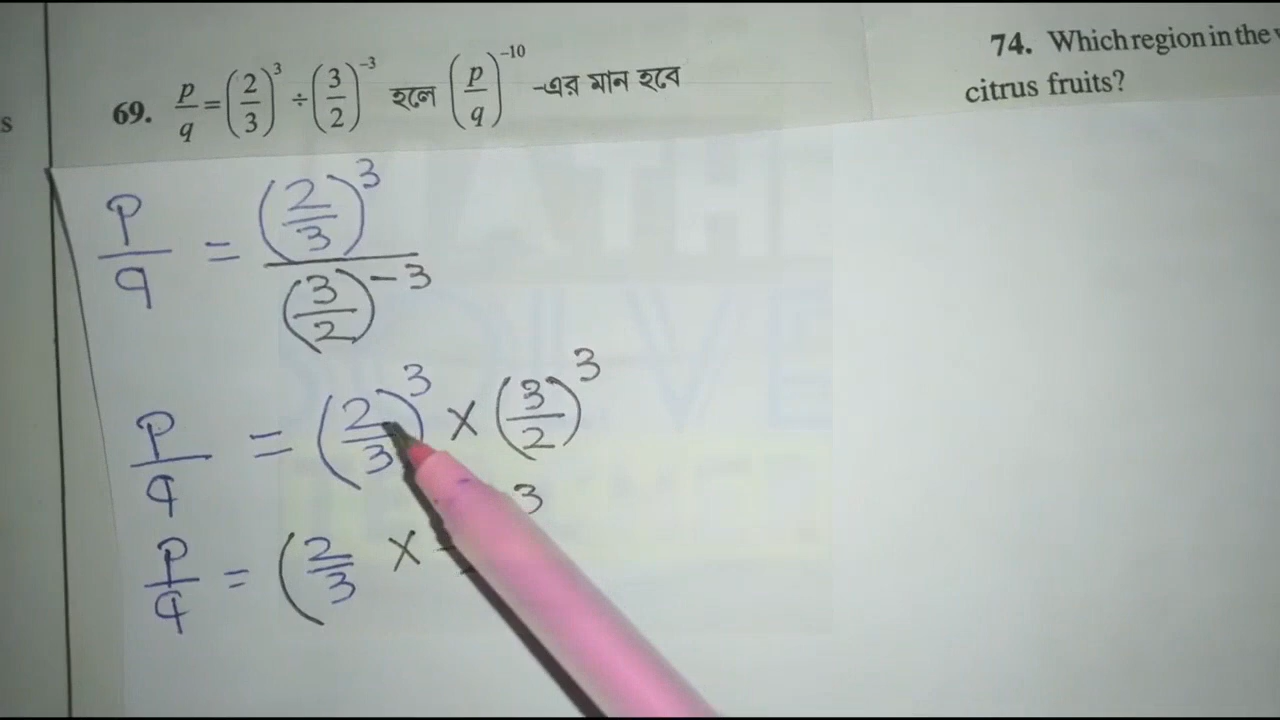 s
69. p/q = (2/3)^3 ÷ (3/2)^-3 হলে (p/q)^-10 -এর মান হবে
74. Which region in the
citrus fruits?
P/q = (2/3)^3 / (3/2)^-3
P/q = (2/3)^3 × (3/2)^3
P/q = (2/3 × 3